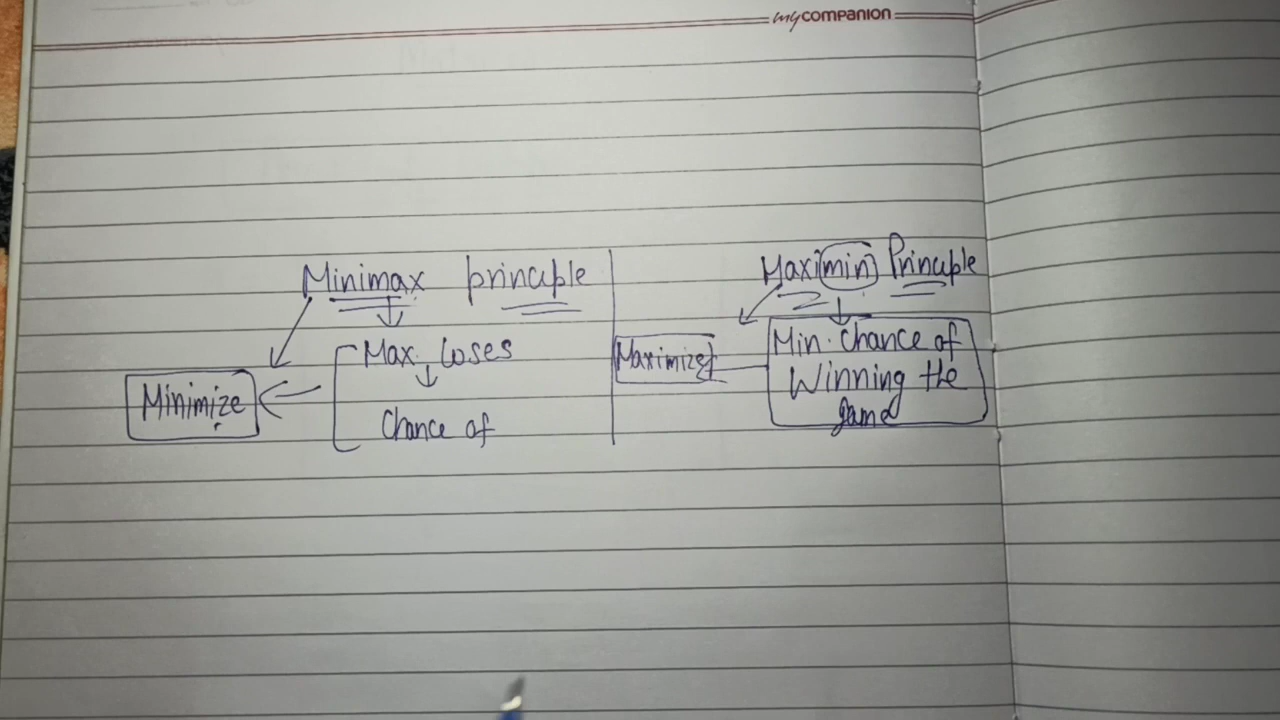 mycompanion
Minimax principle
Max. loses
Minimize
Chance of
Maximin Principle
Maximize
Min. chance of
Winning the
game